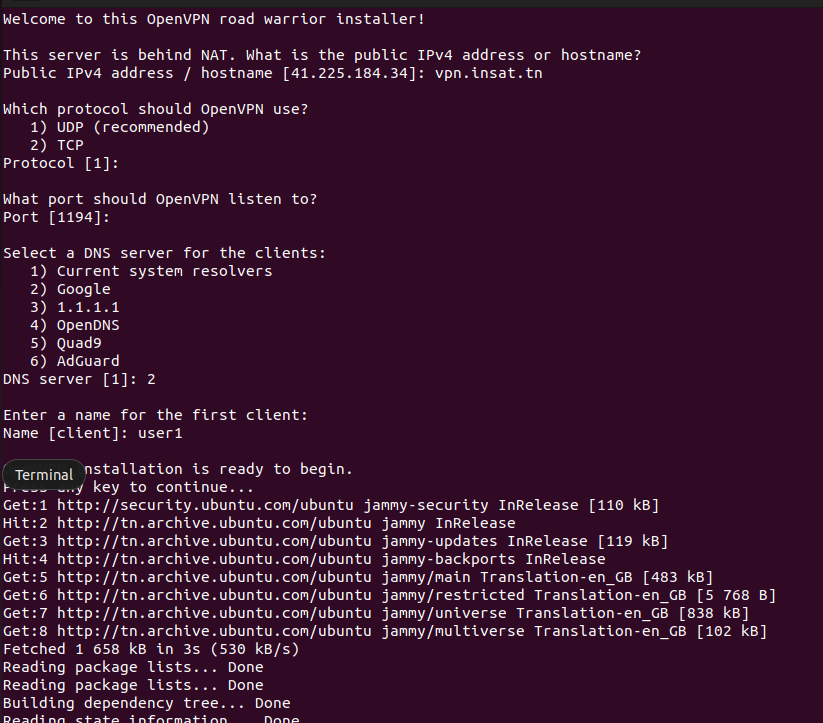 Welcome to this OpenVPN road warrior installer!
This server is behind NAT. What is the public IPv4 address or hostname?
Public IPv4 address / hostname [41.225.184.34]: vpn.insat.tn
Which protocol should OpenVPN use?
1) UDP (recommended)
2) TCP
Protocol [1]:
What port should OpenVPN listen to?
Port [1194]:
Select a DNS server for the clients:
1) Current system resolvers
2) Google
3) 1.1.1.1
4) OpenDNS
5) Quad9
6) AdGuard
DNS server [1]: 2
Enter a name for the first client:
Name [client]: user1
Terminal
nstallation is ready to begin.
Press any key to continue...
Get:1 http://security.ubuntu.com/ubuntu jammy-security InRelease [110 kB]
Hit:2 http://tn.archive.ubuntu.com/ubuntu jammy InRelease
Get:3 http://tn.archive.ubuntu.com/ubuntu jammy-updates InRelease [119 kB]
Hit:4 http://tn.archive.ubuntu.com/ubuntu jammy-backports InRelease
Get:5 http://tn.archive.ubuntu.com/ubuntu jammy/main Translation-en_GB [483 kB]
Get:6 http://tn.archive.ubuntu.com/ubuntu jammy/restricted Translation-en_GB [5 768 B]
Get:7 http://tn.archive.ubuntu.com/ubuntu jammy/universe Translation-en_GB [838 kB]
Get:8 http://tn.archive.ubuntu.com/ubuntu jammy/multiverse Translation-en_GB [102 kB]
Fetched 1 658 kB in 3s (530 kB/s)
Reading package lists... Done
Reading package lists... Done
Building dependency tree... Done
Reading state information... Done